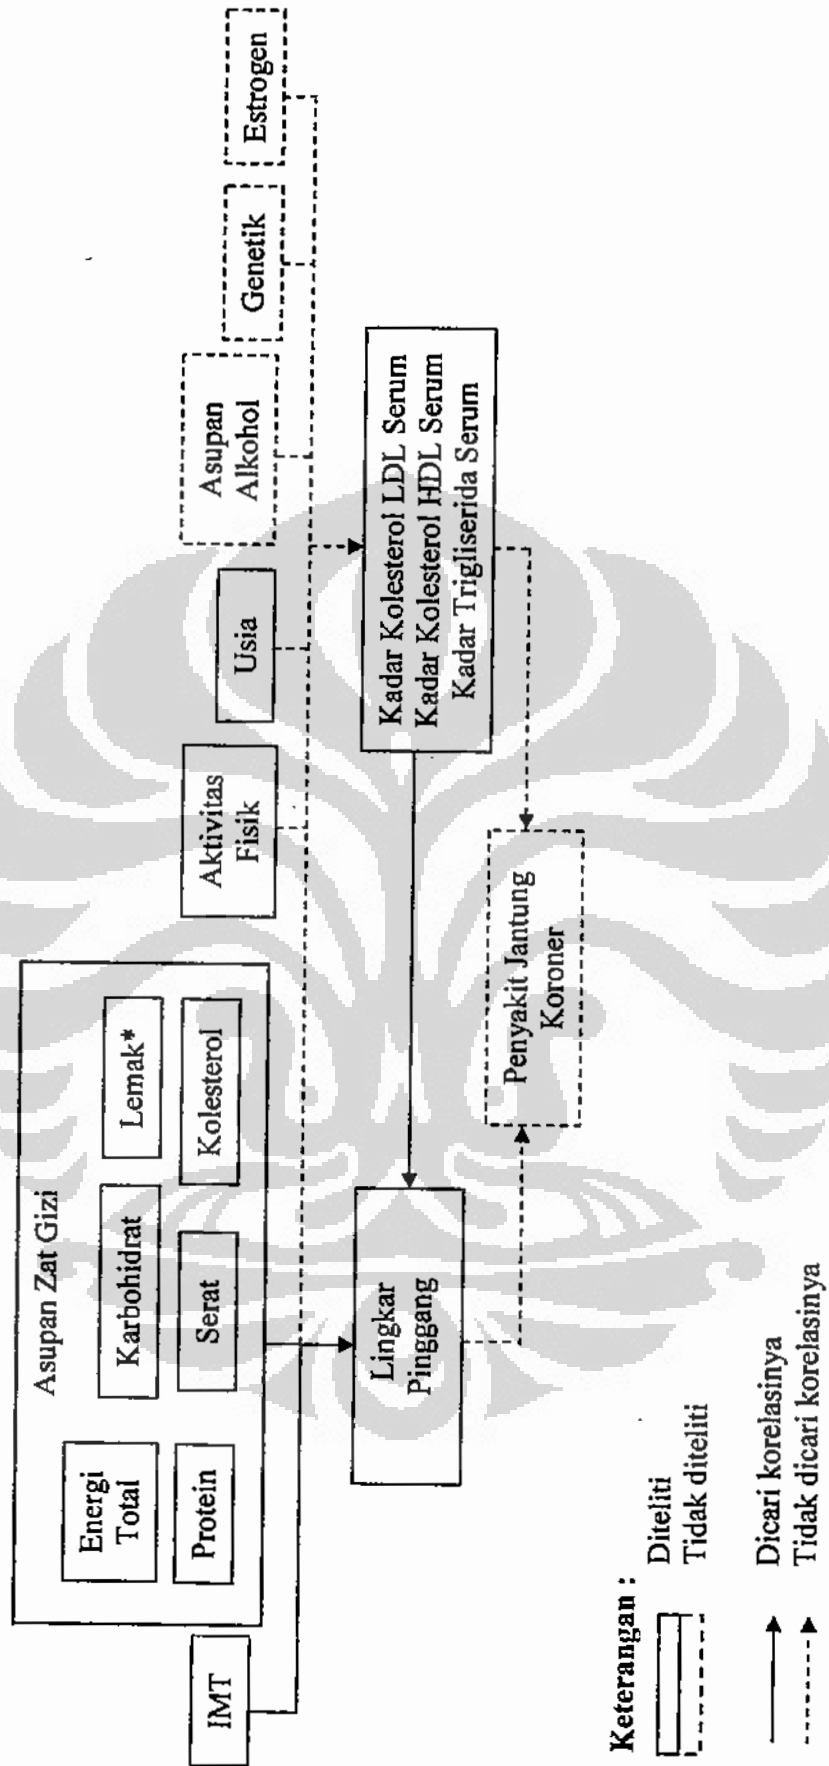 Asupan Zat Gizi
Energi
Total
Karbohidrat
Lemak*
Protein
Serat
Kolesterol
IMT
Aktivitas
Fisik
Usia
Asupan
Alkohol
Genetik
Estrogen
Lingkar
Pinggang
Kadar Kolesterol LDL Serum
Kadar Kolesterol HDL Serum
Kadar Trigliserida Serum
Penyakit Jantung
Koroner
Keterangan :
Diteliti
Tidak diteliti
Dicari korelasinya
Tidak dicari korelasinya